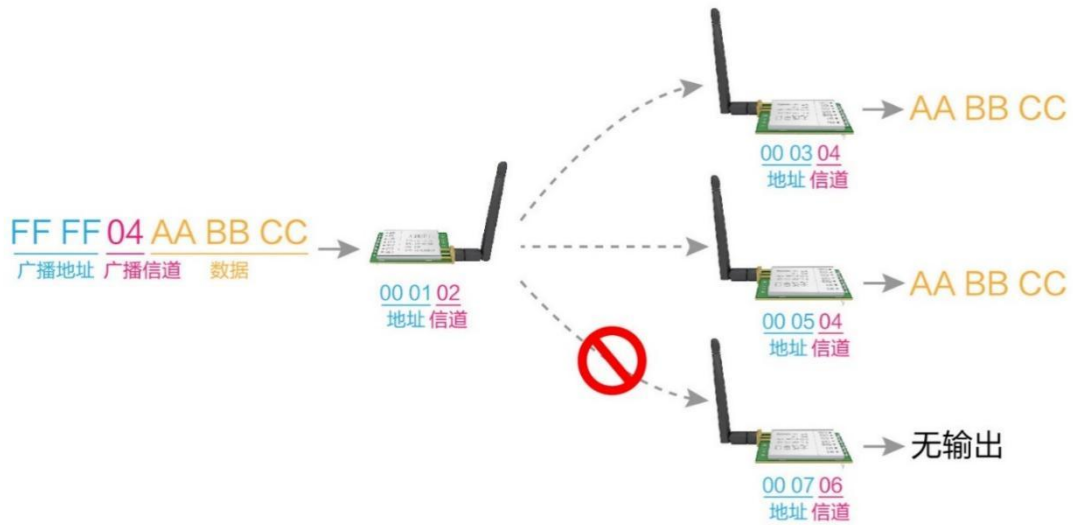 AA BB CC
00 03 04
地址 信道
FF FF 04 AA BB CC
广播地址 广播信道 数据
00 01 02
地址 信道
AA BB CC
00 05 04
地址 信道
无输出
00 07 06
地址 信道